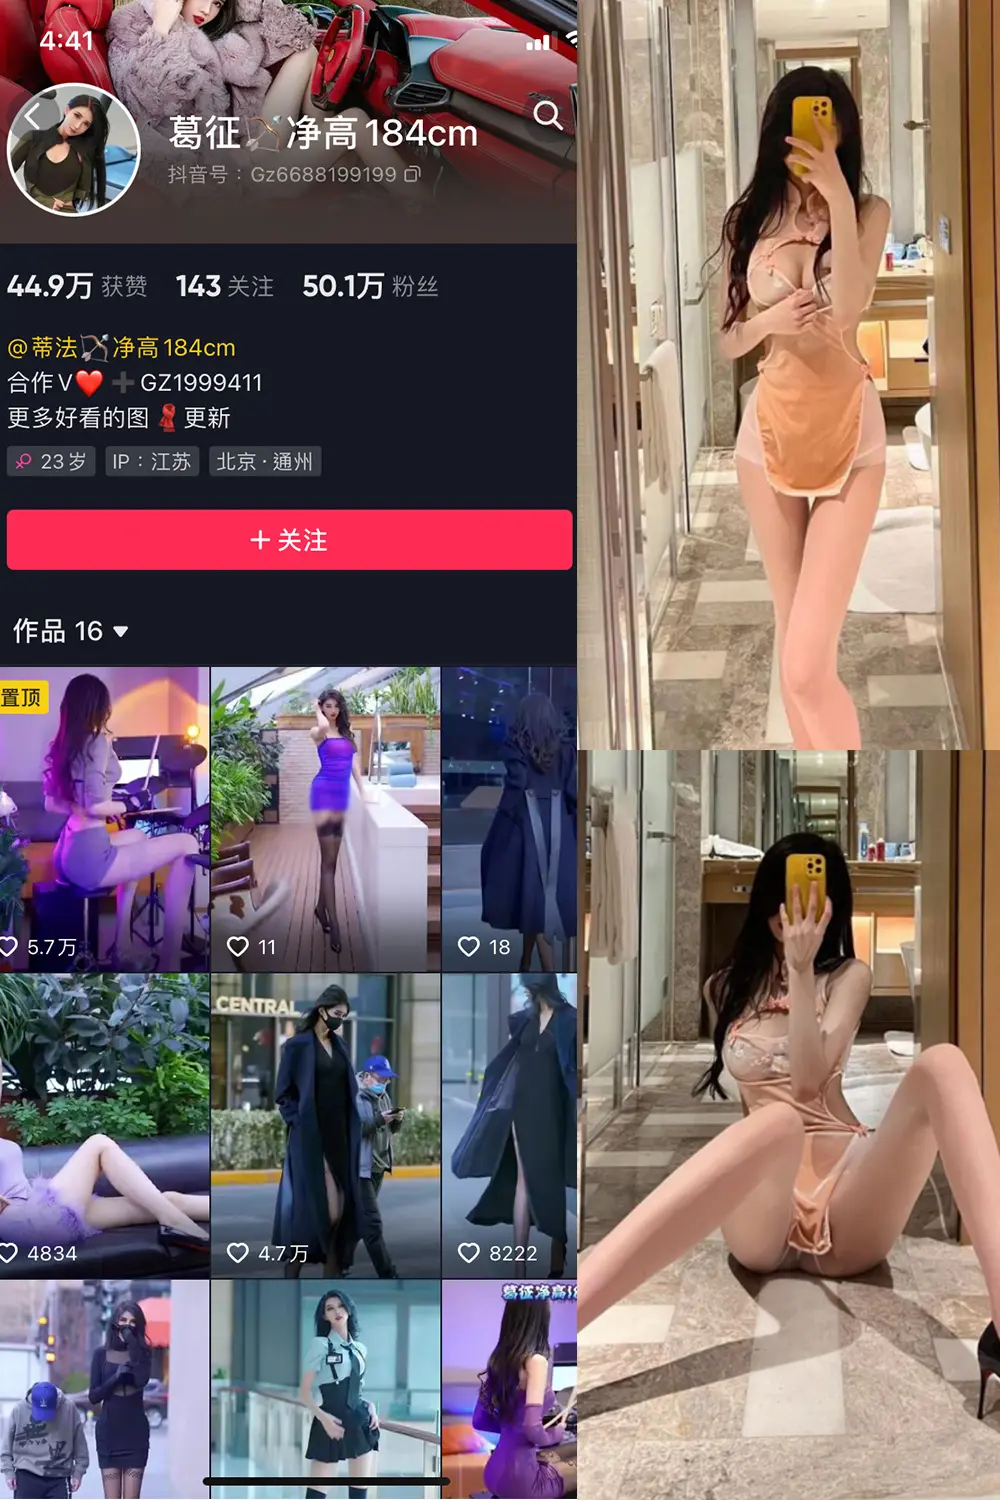 4:41
葛征🏹净高184cm
抖音号：Gz6688199199
44.9万 获赞 143 关注 50.1万 粉丝
@蒂法🏹净高184cm
合作V❤️➕GZ1999411
更多好看的图🧣更新
23岁 IP：江苏 北京·通州
＋关注
作品 16
置顶
5.7万 11 18
CENTRAL
4834 4.7万 8222
葛征净高